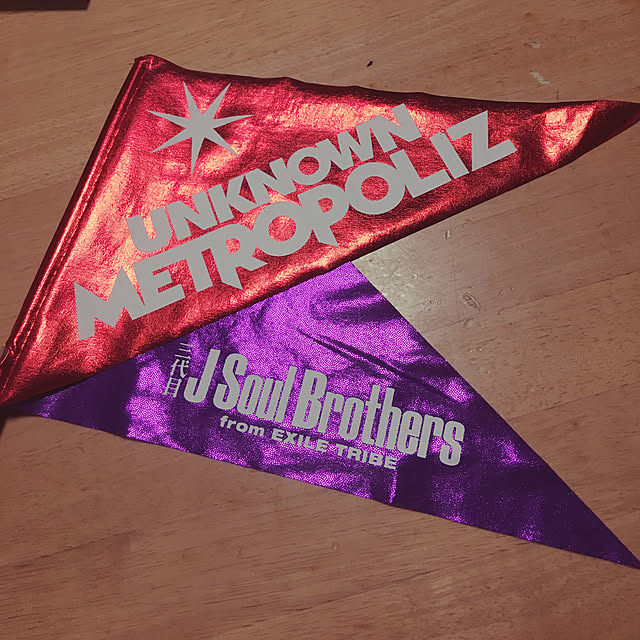 UNKNOWN
METROPOLIZ
三代目
J Soul Brothers
from EXILE TRIBE